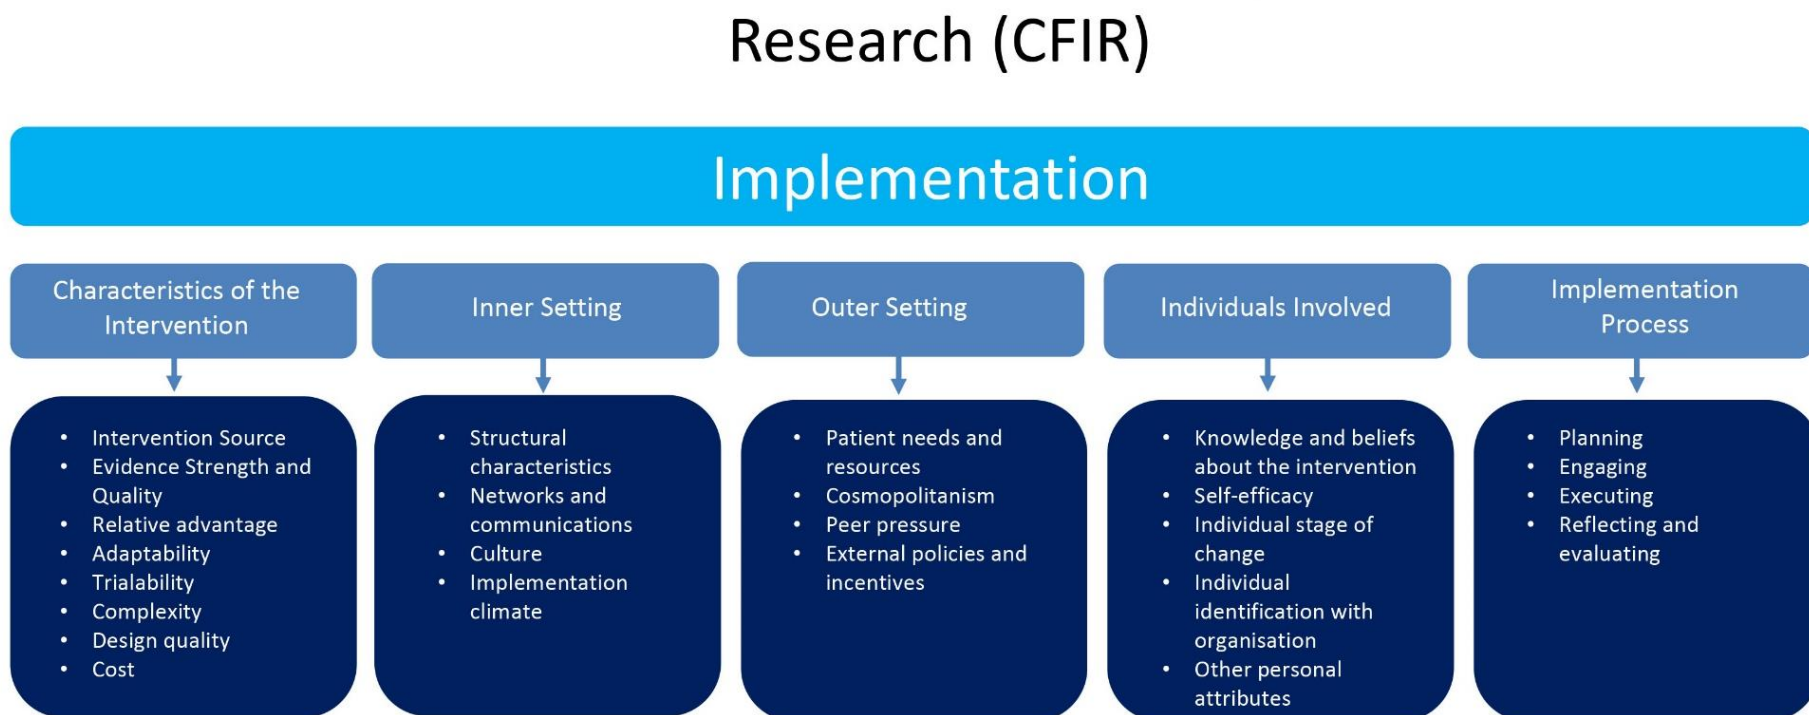 Research (CFIR)
Implementation
Characteristics of the
Intervention
• Intervention Source
• Evidence Strength and
Quality
• Relative advantage
• Adaptability
• Trialability
• Complexity
• Design quality
• Cost
Inner Setting
• Structural
characteristics
• Networks and
communications
• Culture
• Implementation
climate
Outer Setting
• Patient needs and
resources
• Cosmopolitanism
• Peer pressure
• External policies and
incentives
Individuals Involved
• Knowledge and beliefs
about the intervention
• Self-efficacy
• Individual stage of
change
• Individual
identification with
organisation
• Other personal
attributes
Implementation
Process
• Planning
• Engaging
• Executing
• Reflecting and
evaluating